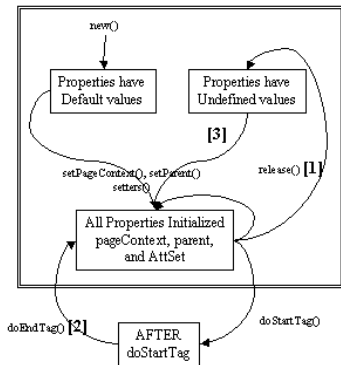 new()
Properties have
Default values
Properties have
Undefined values
[3]
setPageContext(), setParent()
setters()
release() [1]
All Properties Initialized
pageContext, parent,
and AttSet
doEndTag() [2]
doStartTag()
AFTER
doStartTag